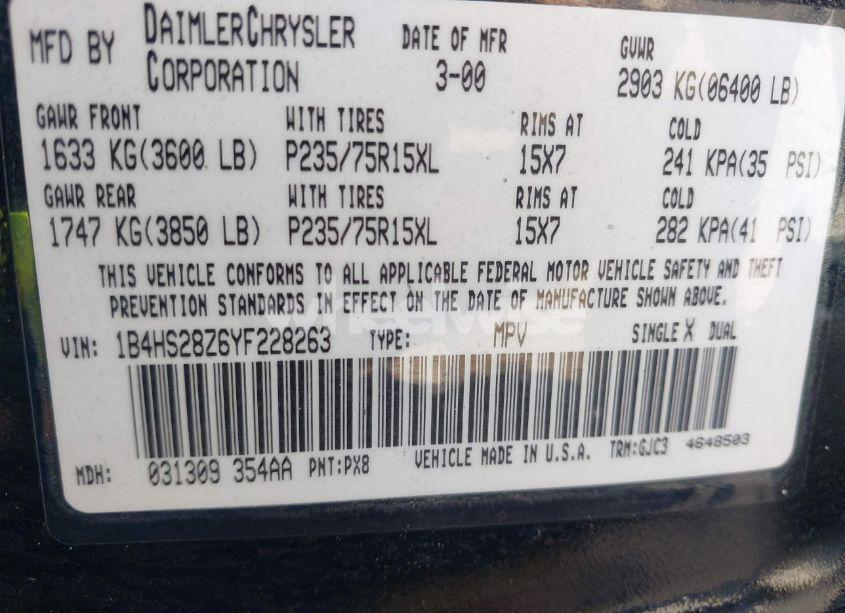 MFD BY DAIMLERCHRYSLER CORPORATION DATE OF MFR 3-00 GVWR 2903 KG(06400 LB)
GAWR FRONT WITH TIRES RIMS AT COLD
1633 KG(3600 LB) P235/75R15XL 15X7 241 KPA(35 PSI)
GAWR REAR WITH TIRES RIMS AT COLD
1747 KG(3850 LB) P235/75R15XL 15X7 282 KPA(41 PSI)
THIS VEHICLE CONFORMS TO ALL APPLICABLE FEDERAL MOTOR VEHICLE SAFETY AND THEFT
PREVENTION STANDARDS IN EFFECT ON THE DATE OF MANUFACTURE SHOWN ABOVE.
wheelwise
VIN: 1B4HS28Z6YF228263 TYPE: MPV SINGLE X DUAL
MDH: 031309 354AA PNT:PX8 VEHICLE MADE IN U.S.A. TRM:GJC3 4648503